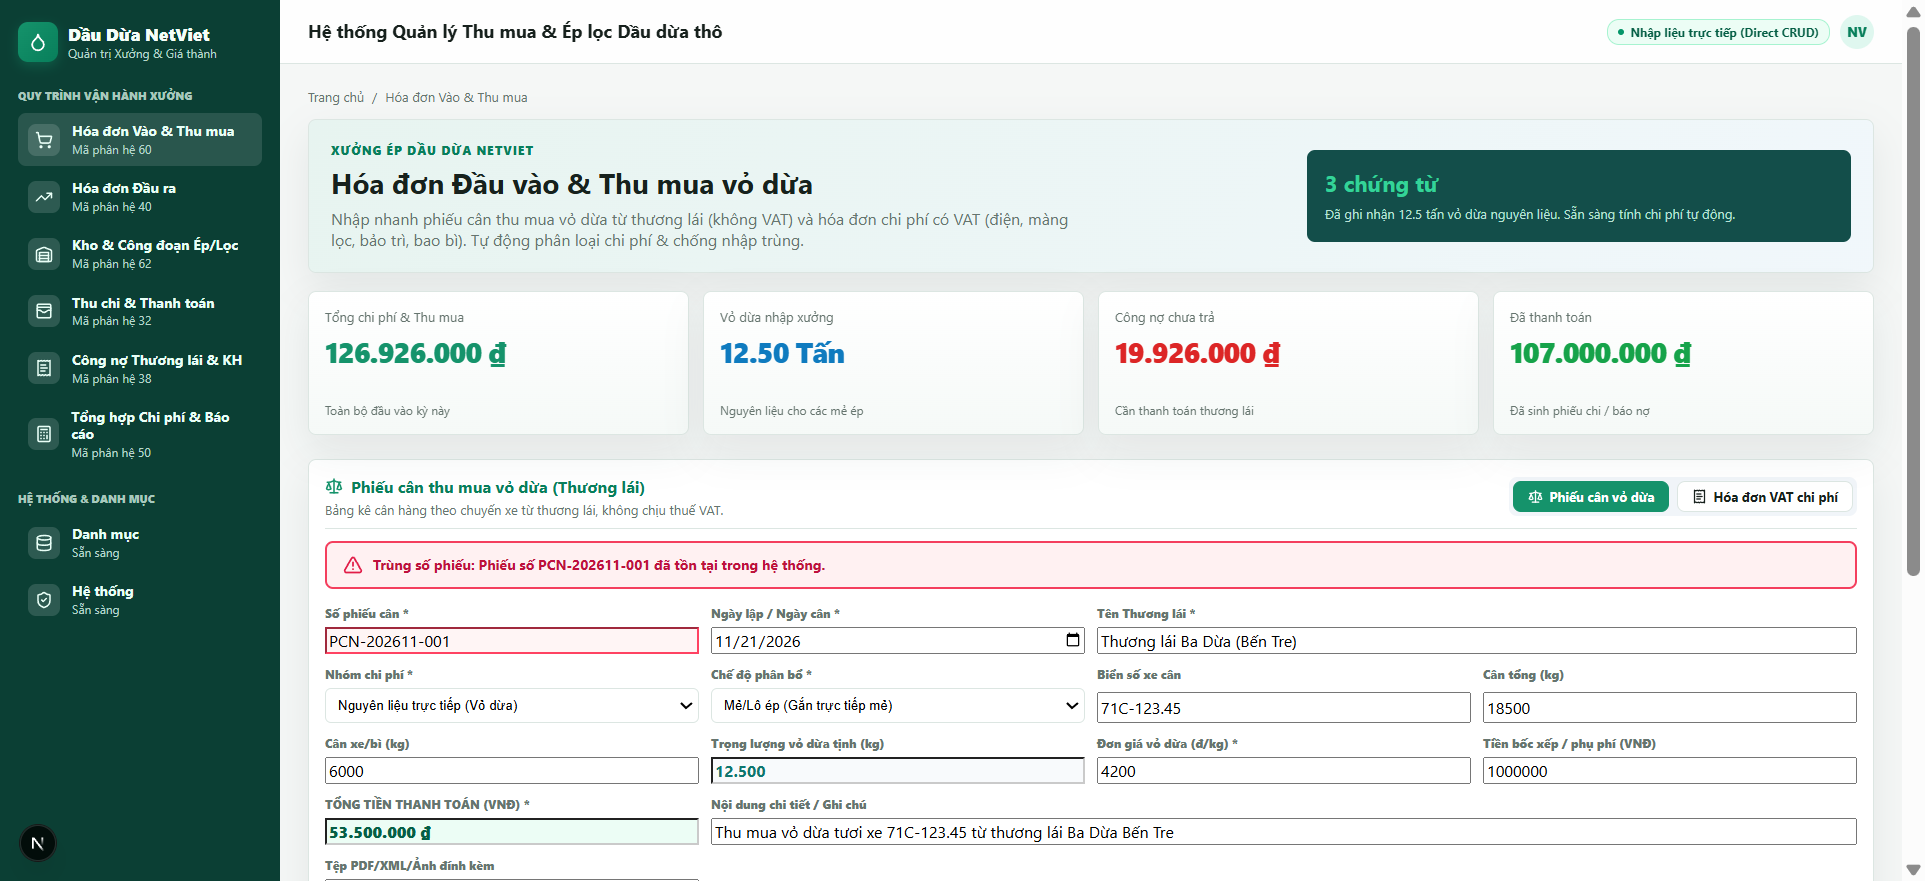 Dầu Dừa NetViet
Quản trị Xưởng & Giá thành
QUY TRÌNH VẬN HÀNH XƯỞNG
Hóa đơn Vào & Thu mua
Mã phân hệ 60
Hóa đơn Đầu ra
Mã phân hệ 40
Kho & Công đoạn Ép/Lọc
Mã phân hệ 62
Thu chi & Thanh toán
Mã phân hệ 32
Công nợ Thương lái & KH
Mã phân hệ 38
Tổng hợp Chi phí & Báo
cáo
Mã phân hệ 50
HỆ THỐNG & DANH MỤC
Danh mục
Sẵn sàng
Hệ thống
Sẵn sàng
N
Hệ thống Quản lý Thu mua & Ép lọc Dầu dừa thô
Nhập liệu trực tiếp (Direct CRUD)
NV
Trang chủ / Hóa đơn Vào & Thu mua
XƯỞNG ÉP DẦU DỪA NETVIET
Hóa đơn Đầu vào & Thu mua vỏ dừa
Nhập nhanh phiếu cân thu mua vỏ dừa từ thương lái (không VAT) và hóa đơn chi phí có VAT (điện, màng
lọc, bảo trì, bao bì). Tự động phân loại chi phí & chống nhập trùng.
3 chứng từ
Đã ghi nhận 12.5 tấn vỏ dừa nguyên liệu. Sẵn sàng tính chi phí tự động.
Tổng chi phí & Thu mua
126.926.000 ₫
Toàn bộ đầu vào kỳ này
Vỏ dừa nhập xưởng
12.50 Tấn
Nguyên liệu cho các mẻ ép
Công nợ chưa trả
19.926.000 ₫
Cần thanh toán thương lái
Đã thanh toán
107.000.000 ₫
Đã sinh phiếu chi / báo nợ
Phiếu cân thu mua vỏ dừa (Thương lái)
Bảng kê cân hàng theo chuyến xe từ thương lái, không chịu thuế VAT.
Phiếu cân vỏ dừa
Hóa đơn VAT chi phí
Trùng số phiếu: Phiếu số PCN-202611-001 đã tồn tại trong hệ thống.
Số phiếu cân *
PCN-202611-001
Ngày lập / Ngày cân *
11/21/2026
Tên Thương lái *
Thương lái Ba Dừa (Bến Tre)
Nhóm chi phí *
Nguyên liệu trực tiếp (Vỏ dừa)
Chế độ phân bổ *
Mẻ/Lô ép (Gắn trực tiếp mẻ)
Biển số xe cân
71C-123.45
Cân tổng (kg)
18500
Cân xe/bì (kg)
6000
Trọng lượng vỏ dừa tịnh (kg)
12.500
Đơn giá vỏ dừa (đ/kg) *
4200
Tiền bốc xếp / phụ phí (VNĐ)
1000000
TỔNG TIỀN THANH TOÁN (VNĐ) *
53.500.000 ₫
Nội dung chi tiết / Ghi chú
Thu mua vỏ dừa tươi xe 71C-123.45 từ thương lái Ba Dừa Bến Tre
Tệp PDF/XML/Ảnh đính kèm